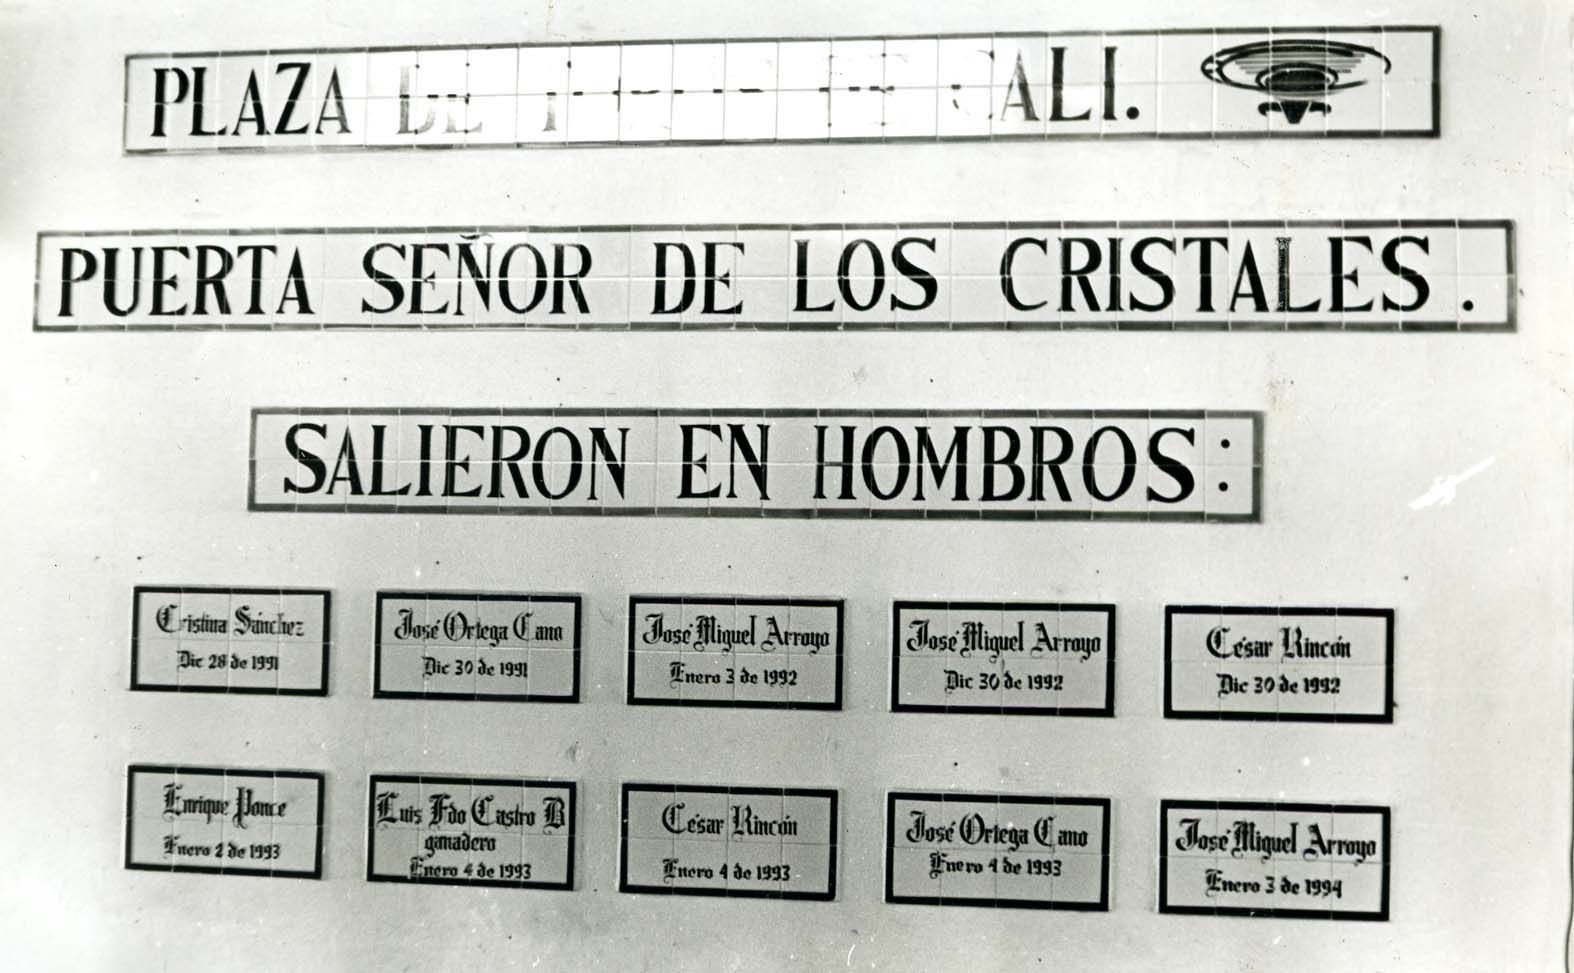 PLAZA DE CALI.
PUERTA SEÑOR DE LOS CRISTALES.
SALIERON EN HOMBROS:
Cristina Sánchez
Dic 28 de 1991
José Ortega Cano
Dic 30 de 1991
José Miguel Arroyo
Enero 3 de 1992
José Miguel Arroyo
Dic 30 de 1992
César Rincón
Dic 30 de 1992
Enrique Ponce
Enero 2 de 1993
Luis Fdo Castro B
ganadero
Enero 4 de 1993
César Rincón
Enero 4 de 1993
José Ortega Cano
Enero 4 de 1993
José Miguel Arroyo
Enero 3 de 1994